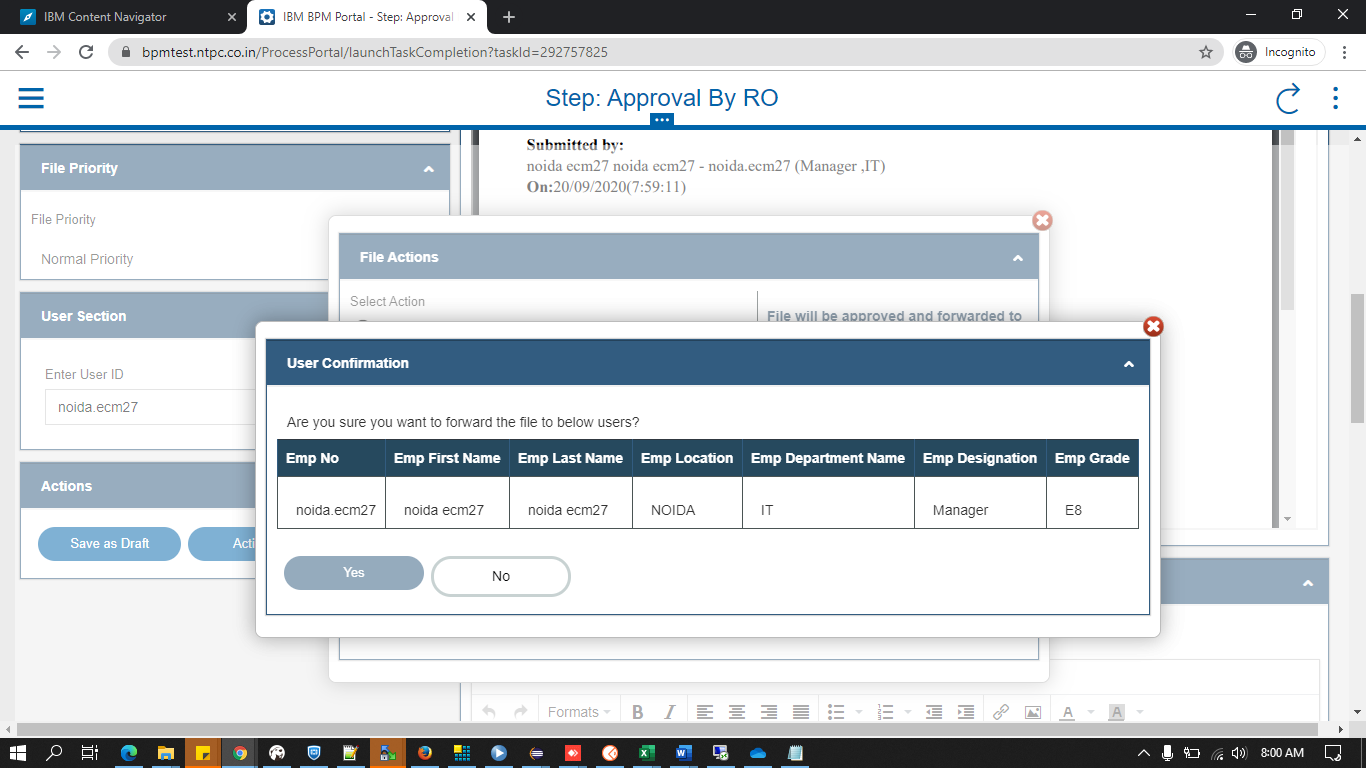 IBM Content Navigator
IBM BPM Portal - Step: Approval
bpmtest.ntpc.co.in/ProcessPortal/launchTaskCompletion?taskId=292757825
Incognito
Step: Approval By RO
File Priority
File Priority
Normal Priority
User Section
Enter User ID
noida.ecm27
Actions
Save as Draft
Acti
Submitted by:
noida ecm27 noida ecm27 - noida.ecm27 (Manager ,IT)
On:20/09/2020(7:59:11)
File Actions
Select Action
File will be approved and forwarded to
User Confirmation
Are you sure you want to forward the file to below users?
Emp No Emp First Name Emp Last Name Emp Location Emp Department Name Emp Designation Emp Grade
noida.ecm27 noida ecm27 noida ecm27 NOIDA IT Manager E8
Yes
No
Formats B I A A
8:00 AM